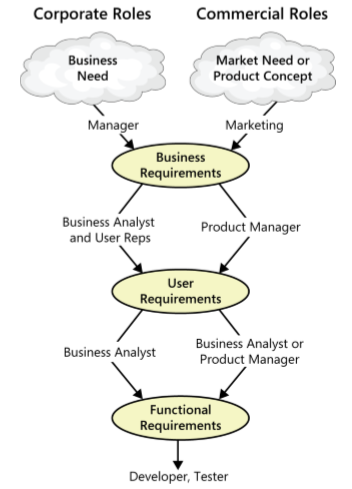 Corporate Roles
Commercial Roles
Business
Need
Market Need or
Product Concept
Manager
Marketing
Business
Requirements
Business Analyst
and User Reps
Product Manager
User
Requirements
Business Analyst
Business Analyst or
Product Manager
Functional
Requirements
Developer, Tester